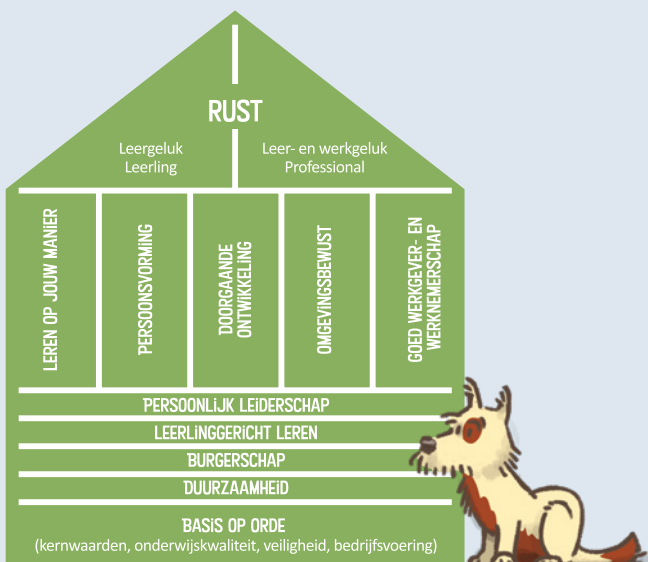 RUST
Leergeluk
Leerling
Leer- en werkgeluk
Professional
LEREN OP JOUW MANIER
PERSOONSVORMING
DOORGAANDE
ONTWIKKELING
OMGEVINGSBEWUST
GOED WERKGEVER- EN
WERKNEMERSCHAP
PERSOONLIJK LEIDERSCHAP
LEERLINGGERICHT LEREN
BURGERSCHAP
DUURZAAMHEID
BASIS OP ORDE
(kernwaarden, onderwijskwaliteit, veiligheid, bedrijfsvoering)